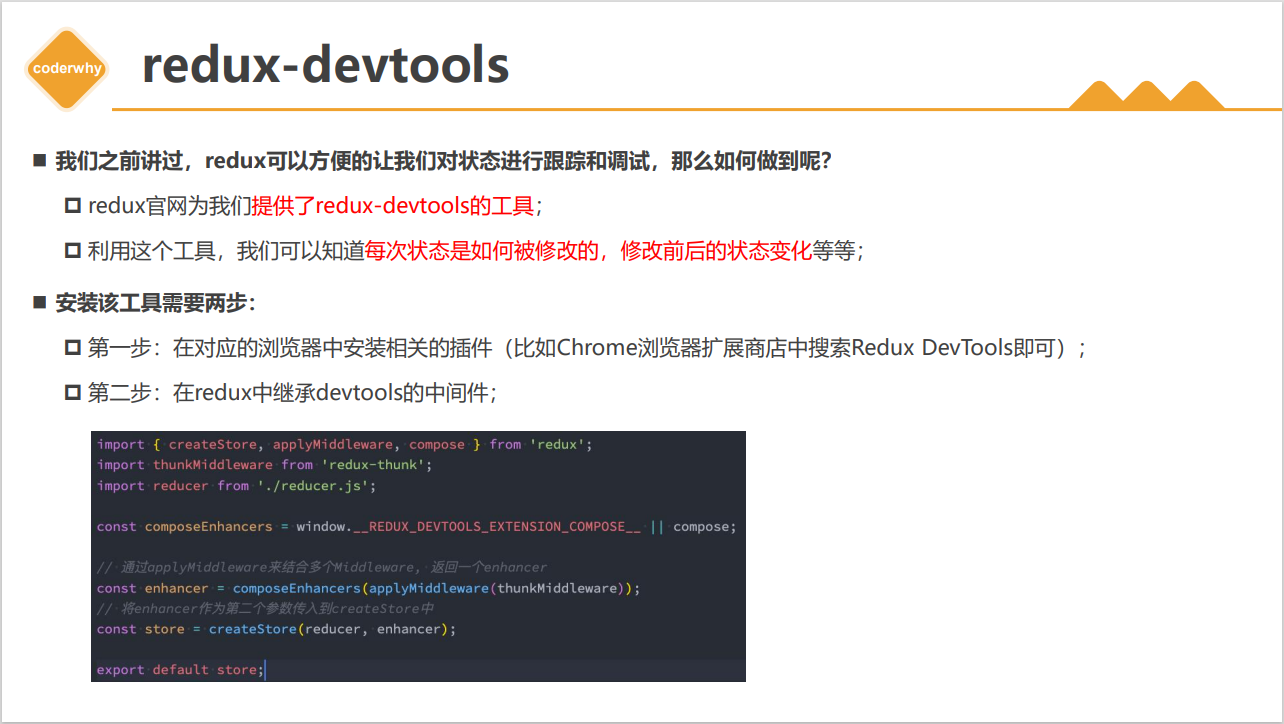 coderwhy
redux-devtools
我们之前讲过，redux可以方便的让我们对状态进行跟踪和调试，那么如何做到呢？
redux官网为我们提供了redux-devtools的工具；
利用这个工具，我们可以知道每次状态是如何被修改的，修改前后的状态变化等等；
安装该工具需要两步：
第一步：在对应的浏览器中安装相关的插件（比如Chrome浏览器扩展商店中搜索Redux DevTools即可）；
第二步：在redux中继承devtools的中间件；
import { createStore, applyMiddleware, compose } from 'redux';
import thunkMiddleware from 'redux-thunk';
import reducer from './reducer.js';
const composeEnhancers = window.__REDUX_DEVTOOLS_EXTENSION_COMPOSE__ || compose;
// 通过applyMiddleware来结合多个Middleware, 返回一个enhancer
const enhancer = composeEnhancers(applyMiddleware(thunkMiddleware));
// 将enhancer作为第二个参数传入到createStore中
const store = createStore(reducer, enhancer);
export default store;